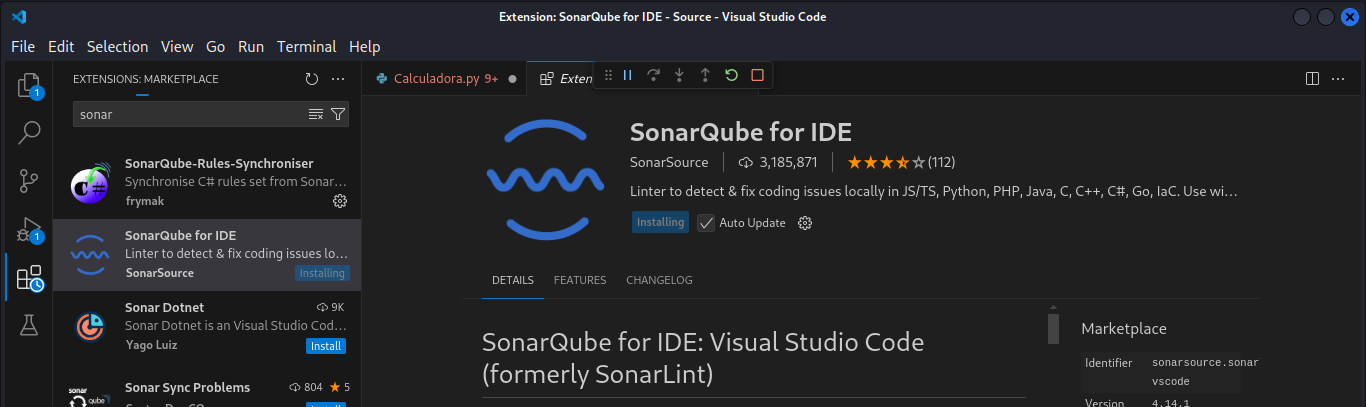 Extension: SonarQube for IDE - Source - Visual Studio Code
File Edit Selection View Go Run Terminal Help
EXTENSIONS: MARKETPLACE
sonar
SonarQube-Rules-Synchroniser
Synchronise C# rules set from Sonar...
frymak
SonarQube for IDE
Linter to detect & fix coding issues lo...
SonarSource Installing
Sonar Dotnet 9K
Sonar Dotnet is an Visual Studio Cod...
Yago Luiz Install
Sonar Sync Problems 804 ★ 5
1
1
Calculadora.py 9+
Exten
SonarQube for IDE
SonarSource 3,185,871 (112)
Linter to detect & fix coding issues locally in JS/TS, Python, PHP, Java, C, C++, C#, Go, IaC. Use wi...
Installing Auto Update
DETAILS FEATURES CHANGELOG
SonarQube for IDE: Visual Studio Code
(formerly SonarLint)
Marketplace
Identifier sonarsource.sonar
vscode
Version 4.14.1
C#
sonar
qube